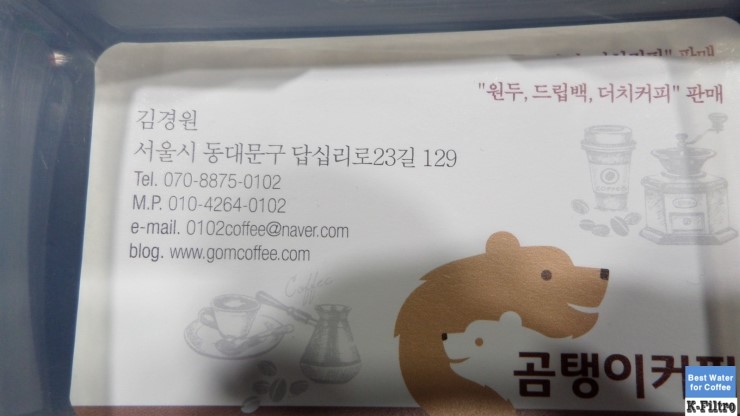 판매
"원두, 드립백, 더치커피" 판매
김경원
서울시 동대문구 답십리로23길 129
Tel. 070-8875-0102
M.P. 010-4264-0102
e-mail. 0102coffee@naver.com
blog. www.gomcoffee.com
Coffee
곰탱이커피
Best Water
for Coffee
K-Filtro